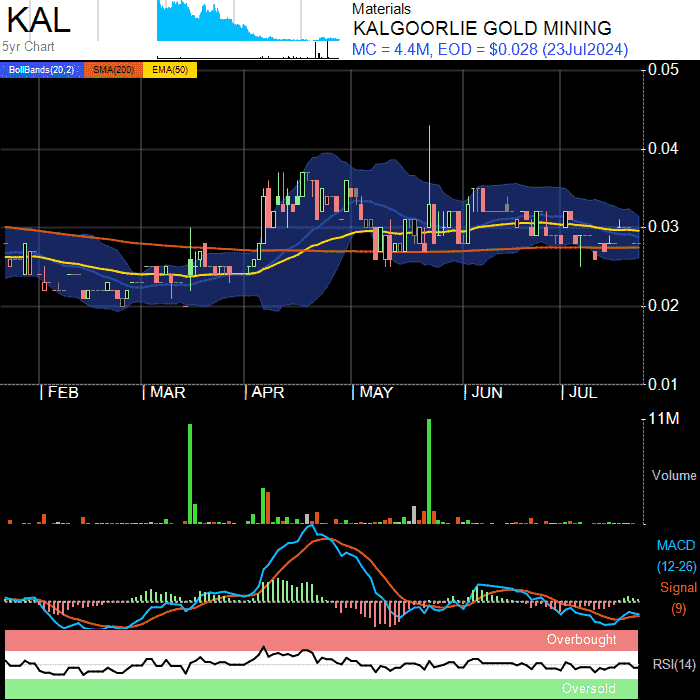 KAL
5yr Chart
Materials
KALGOORLIE GOLD MINING
MC = 4.4M, EOD = $0.028 (23Jul2024)
BollBands(20,2) SMA(200) EMA(50)
0.05
0.04
0.03
0.02
0.01
FEB MAR APR MAY JUN JUL
11M
Volume
MACD
(12-26)
Signal
(9)
Overbought
RSI(14)
Oversold